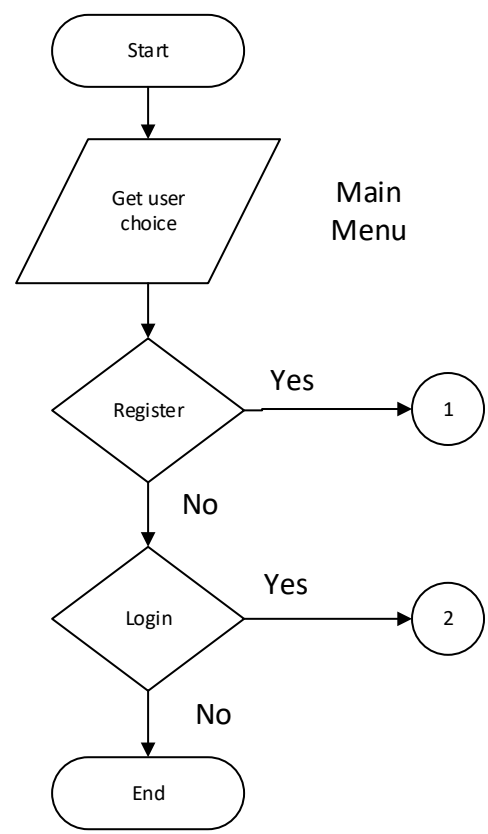 Start
Get user
choice
Main
Menu
Register
Yes
1
No
Login
Yes
2
No
End